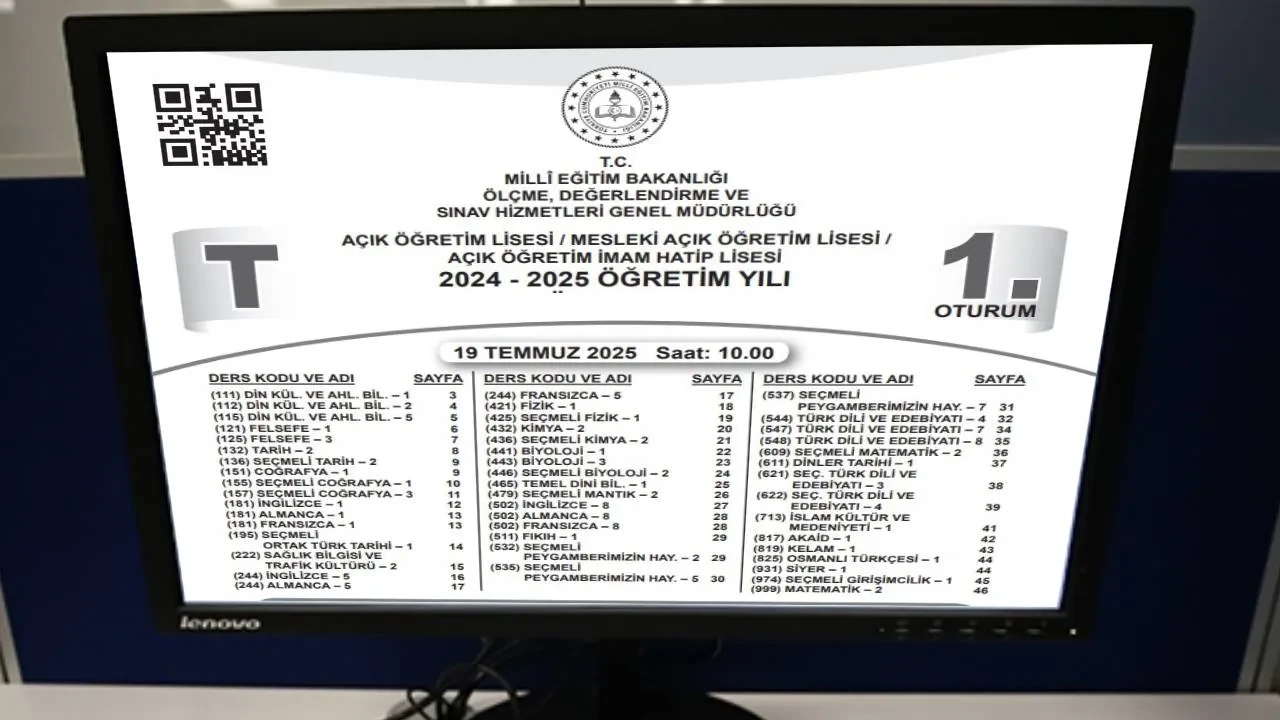 T.C.
MİLLÎ EĞİTİM BAKANLIĞI
ÖLÇME, DEĞERLENDİRME VE
SINAV HİZMETLERİ GENEL MÜDÜRLÜĞÜ
AÇIK ÖĞRETİM LİSESİ / MESLEKİ AÇIK ÖĞRETİM LİSESİ /
AÇIK ÖĞRETİM İMAM HATİP LİSESİ
2024 - 2025 ÖĞRETİM YILI
T
1.
OTURUM
19 TEMMUZ 2025 Saat: 10.00
DERS KODU VE ADI SAYFA
(111) DİN KÜL. VE AHL. BİL. – 1 3
(112) DİN KÜL. VE AHL. BİL. – 2 4
(115) DİN KÜL. VE AHL. BİL. – 5 5
(121) FELSEFE – 1 6
(125) FELSEFE – 3 7
(132) TARİH – 2 8
(136) SEÇMELİ TARİH – 2 9
(151) COĞRAFYA – 1 9
(155) SEÇMELİ COĞRAFYA – 1 10
(157) SEÇMELİ COĞRAFYA – 3 11
(181) İNGİLİZCE – 1 12
(181) ALMANCA – 1 13
(181) FRANSIZCA – 1 13
(195) SEÇMELİ
ORTAK TÜRK TARİHİ – 1 14
(222) SAĞLIK BİLGİSİ VE
TRAFİK KÜLTÜRÜ – 2 15
(244) İNGİLİZCE – 5 16
(244) ALMANCA – 5 17
DERS KODU VE ADI SAYFA
(244) FRANSIZCA – 5 17
(421) FİZİK – 1 18
(425) SEÇMELİ FİZİK – 1 19
(432) KİMYA – 2 20
(436) SEÇMELİ KİMYA – 2 21
(441) BİYOLOJİ – 1 22
(443) BİYOLOJİ – 3 23
(446) SEÇMELİ BİYOLOJİ – 2 24
(465) TEMEL DİNİ BİL. – 1 25
(479) SEÇMELİ MANTIK – 2 26
(502) İNGİLİZCE – 8 27
(502) ALMANCA – 8 28
(502) FRANSIZCA – 8 28
(511) FIKIH – 1 29
(532) SEÇMELİ
PEYGAMBERİMİZİN HAY. – 2 29
(535) SEÇMELİ
PEYGAMBERİMİZİN HAY. – 5 30
DERS KODU VE ADI SAYFA
(537) SEÇMELİ
PEYGAMBERİMİZİN HAY. – 7 31
(544) TÜRK DİLİ VE EDEBİYATI – 4 32
(547) TÜRK DİLİ VE EDEBİYATI – 7 34
(548) TÜRK DİLİ VE EDEBİYATI – 8 35
(609) SEÇMELİ MATEMATİK – 2 36
(611) DİNLER TARİHİ – 1 37
(621) SEÇ. TÜRK DİLİ VE
EDEBİYATI – 3 38
(622) SEÇ. TÜRK DİLİ VE
EDEBİYATI – 4 39
(713) İSLAM KÜLTÜR VE
MEDENİYETİ – 1 41
(817) AKAİD – 1 42
(819) KELAM – 1 43
(825) OSMANLI TÜRKÇESİ – 1 44
(931) SİYER – 1 44
(974) SEÇMELİ GİRİŞİMCİLİK – 1 45
(999) MATEMATİK – 2 46
lenovo